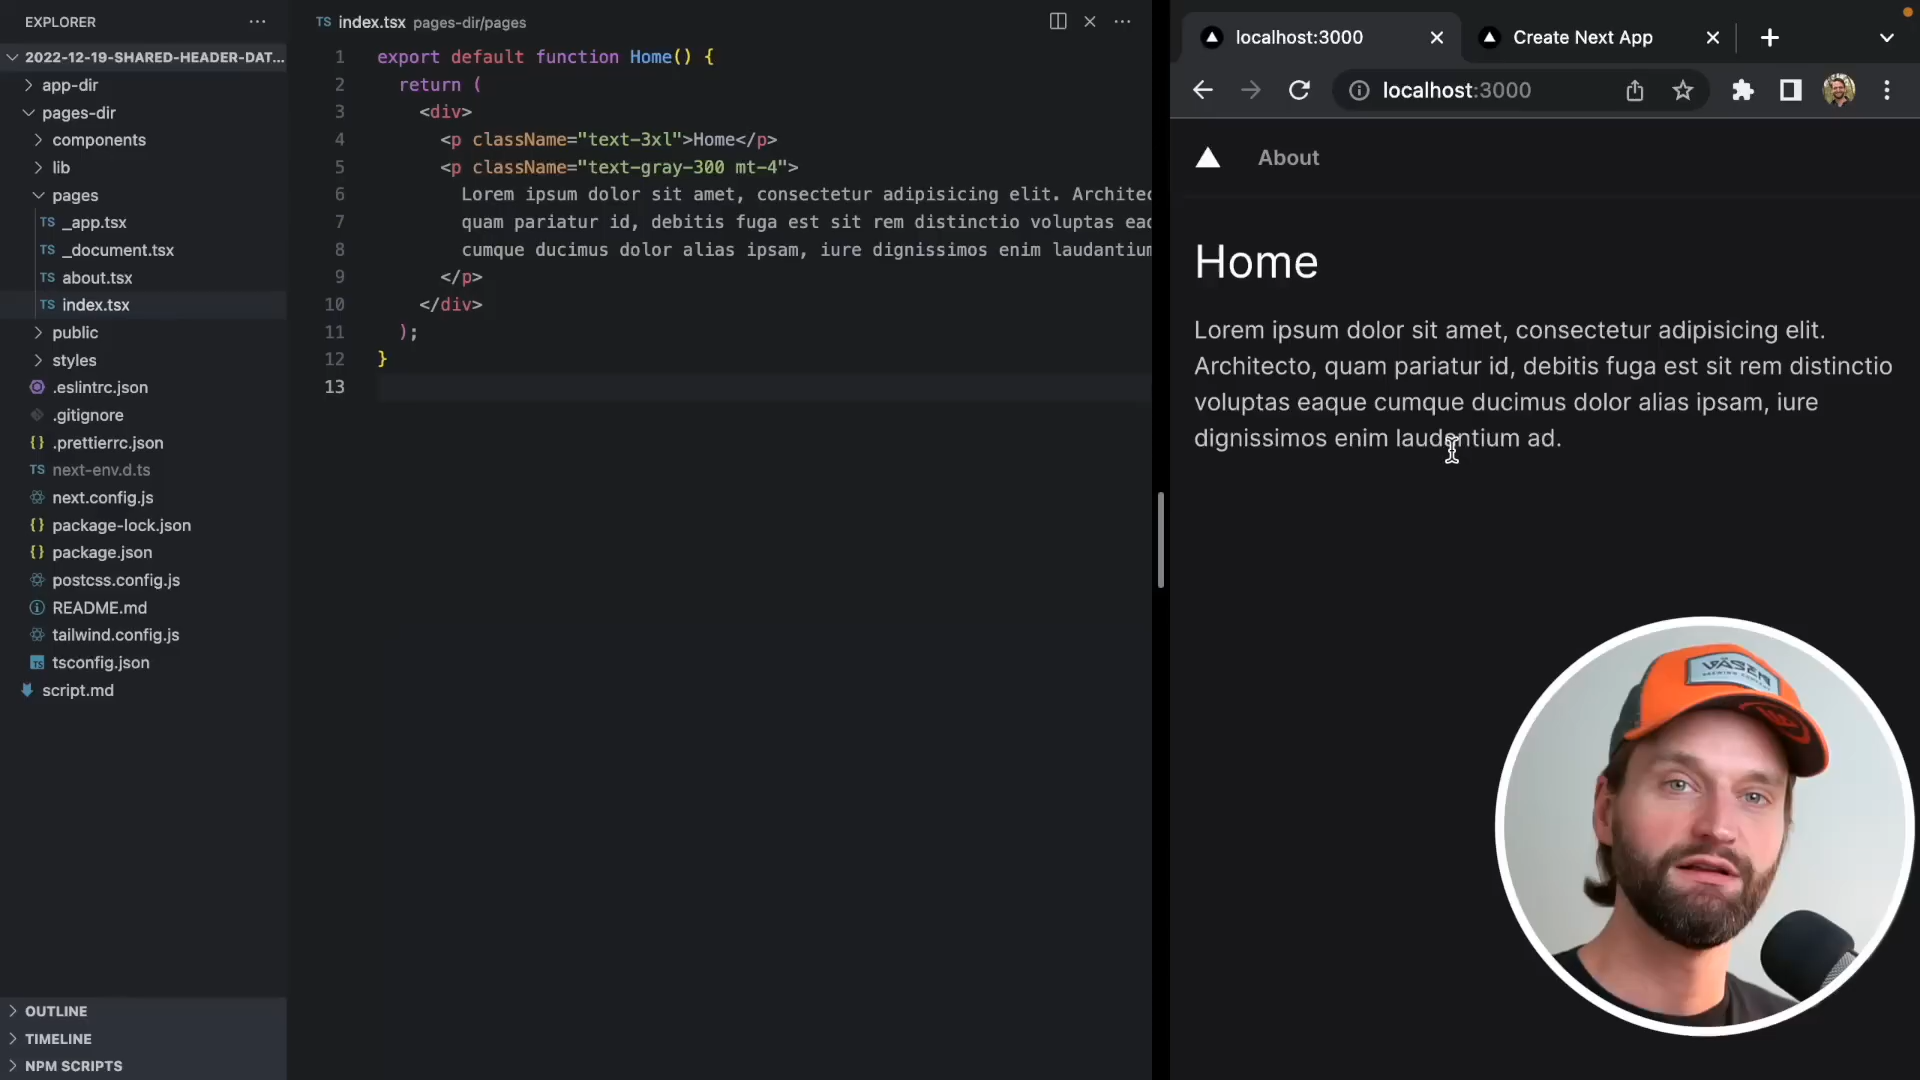 EXPLORER
2022-12-19-SHARED-HEADER-DAT...
app-dir
pages-dir
components
lib
pages
TS _app.tsx
TS _document.tsx
TS about.tsx
TS index.tsx
public
styles
.eslintrc.json
.gitignore
{} .prettierrc.json
TS next-env.d.ts
next.config.js
{} package-lock.json
{} package.json
postcss.config.js
README.md
tailwind.config.js
TS tsconfig.json
script.md
OUTLINE
TIMELINE
NPM SCRIPTS
TS index.tsx pages-dir/pages
1 export default function Home() {
2 return (
3 <div>
4 <p className="text-3xl">Home</p>
5 <p className="text-gray-300 mt-4">
6 Lorem ipsum dolor sit amet, consectetur adipisicing elit. Architec
7 quam pariatur id, debitis fuga est sit rem distinctio voluptas eac
8 cumque ducimus dolor alias ipsam, iure dignissimos enim laudantium
9 </p>
10 </div>
11 );
12 }
13
localhost:3000
Create Next App
localhost:3000
About
Home
Lorem ipsum dolor sit amet, consectetur adipisicing elit.
Architecto, quam pariatur id, debitis fuga est sit rem distinctio
voluptas eaque cumque ducimus dolor alias ipsam, iure
dignissimos enim laudantium ad.
VÄSEN